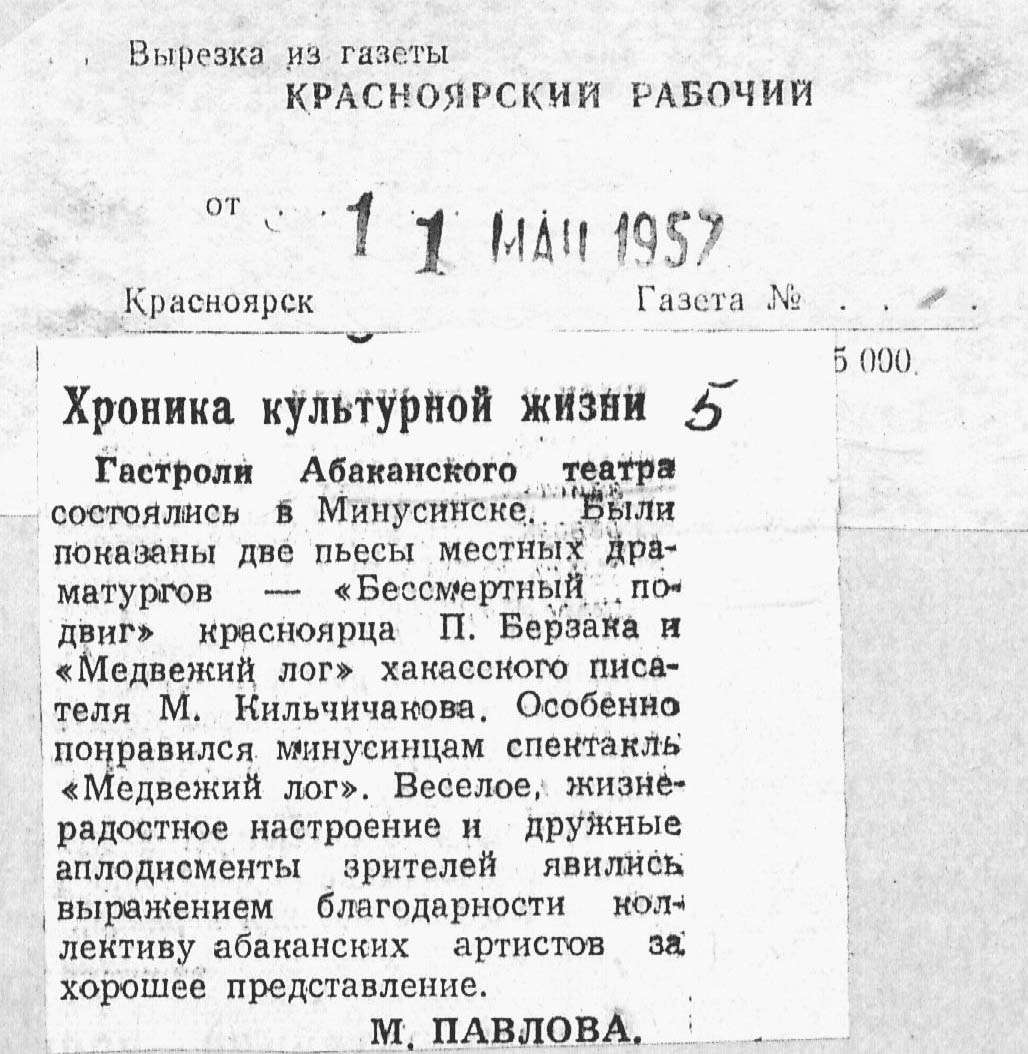 Вырезка из газеты
КРАСНОЯРСКИЙ РАБОЧИЙ
от . . 11 МАЙ 1957
Красноярск Газета № . . .
5 000.
Хроника культурной жизни 5
Гастроли Абаканского театра
состоялись в Минусинске. Были
показаны две пьесы местных дра-
матургов — «Бессмертный по-
двиг» красноярца П. Берзака и
«Медвежий лог» хакасского писа-
теля М. Кильчичакова. Особенно
понравился минусинцам спектакль
«Медвежий лог». Веселое, жизне-
радостное настроение и дружные
аплодисменты зрителей явились
выражением благодарности кол-
лективу абаканских артистов за
хорошее представление.
М. ПАВЛОВА.